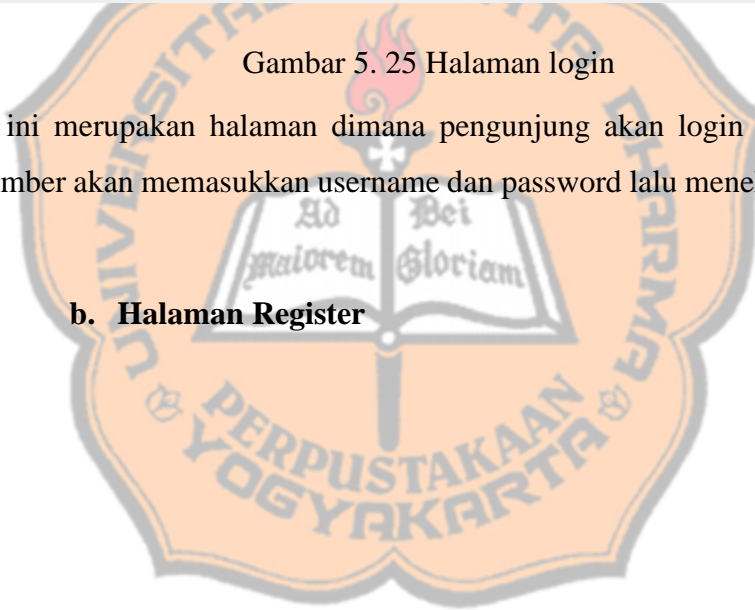 Gambar 5. 25 Halaman login
ini merupakan halaman dimana pengunjung akan login
mber akan memasukkan username dan password lalu mene
b. Halaman Register
Ad Dei
maiorem Gloriam
PERPUSTAKAAN
YOGYAKARTA
DHARMA